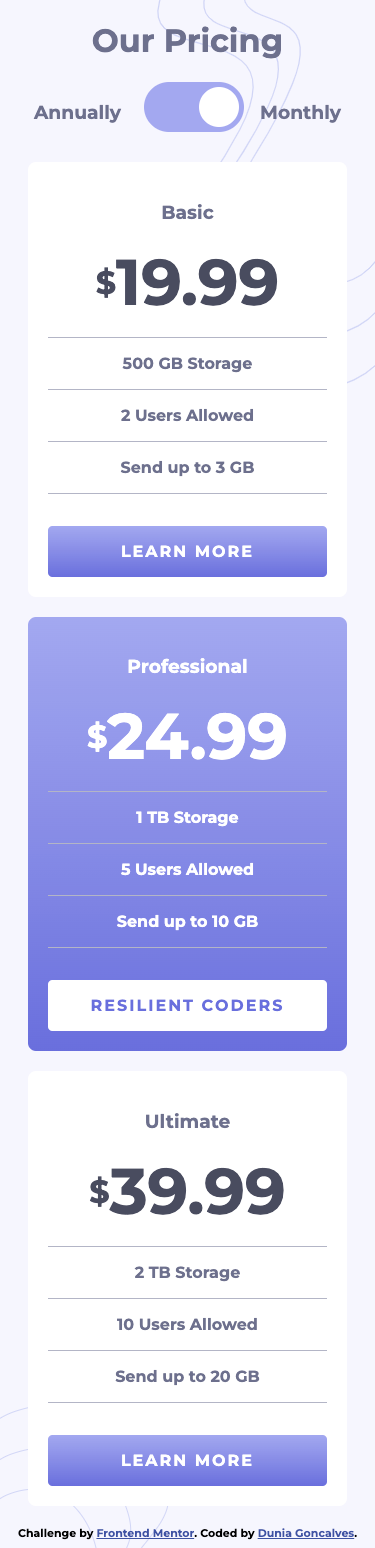 Our Pricing
Annually Monthly
Basic
$19.99
500 GB Storage
2 Users Allowed
Send up to 3 GB
LEARN MORE
Professional
$24.99
1 TB Storage
5 Users Allowed
Send up to 10 GB
RESILIENT CODERS
Ultimate
$39.99
2 TB Storage
10 Users Allowed
Send up to 20 GB
LEARN MORE
Challenge by Frontend Mentor. Coded by Dunia Goncalves.